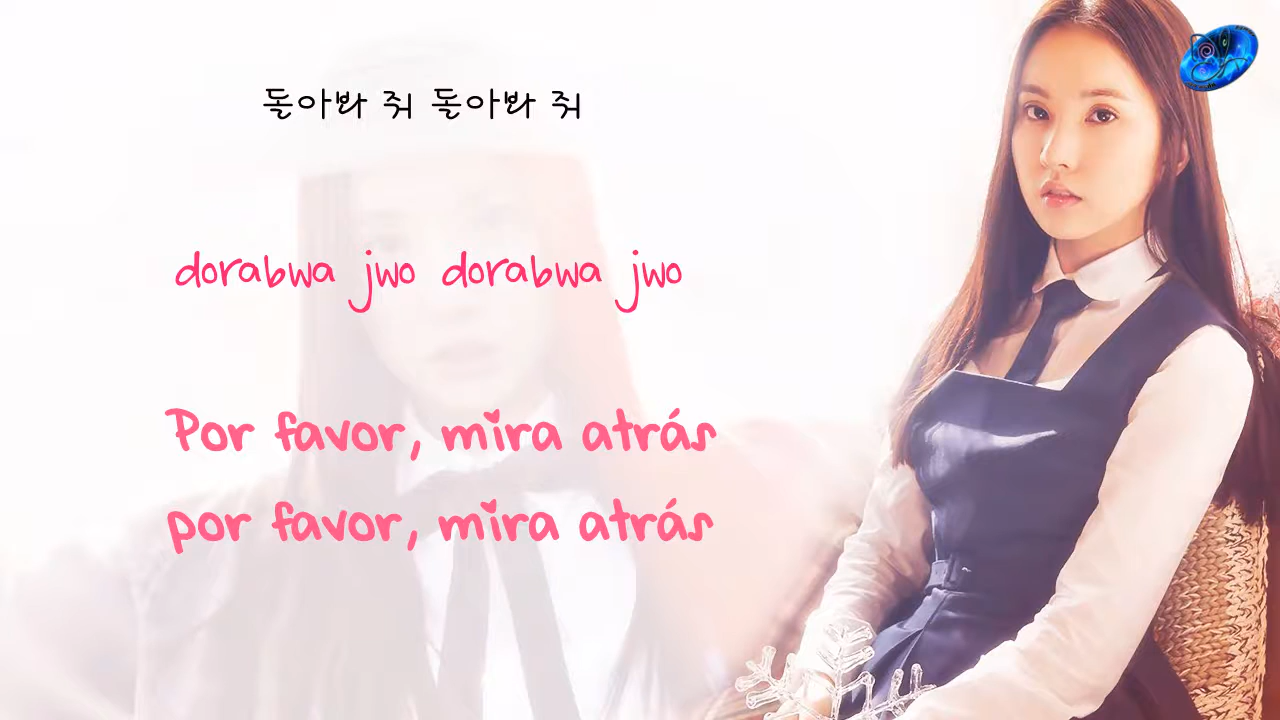 돌아봐 줘 돌아봐 줘
dorabwa jwo dorabwa jwo
Por favor, mira atrás
por favor, mira atrás